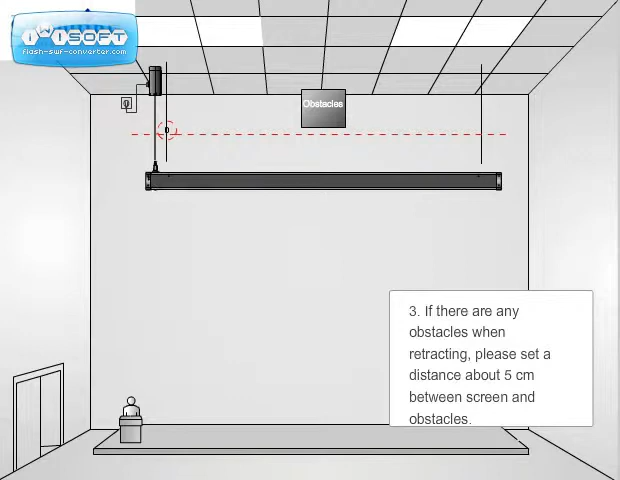 iWiSOFT
flash-swf-converter.com
Obstacles
3. If there are any
obstacles when
retracting, please set a
distance about 5 cm
between screen and
obstacles.